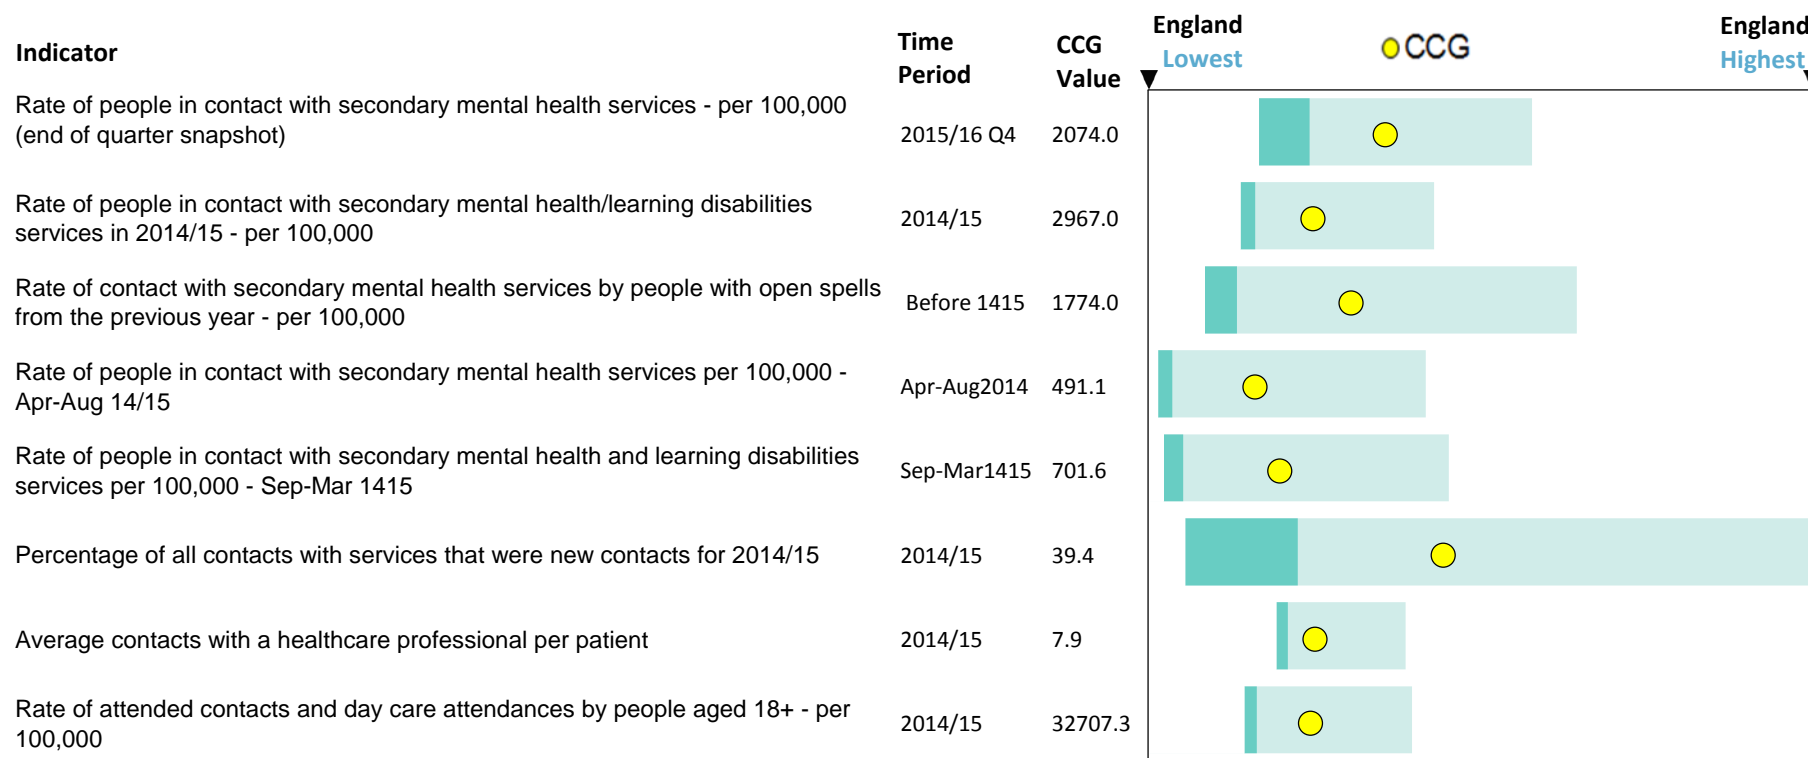 Indicator
Time
Period
CCG
Value
England
Lowest
CCG
England
Highest
Rate of people in contact with secondary mental health services - per 100,000
(end of quarter snapshot)
2015/16 Q4
2074.0
Rate of people in contact with secondary mental health/learning disabilities
services in 2014/15 - per 100,000
2014/15
2967.0
Rate of contact with secondary mental health services by people with open spells
from the previous year - per 100,000
Before 1415
1774.0
Rate of people in contact with secondary mental health services per 100,000 -
Apr-Aug 14/15
Apr-Aug2014
491.1
Rate of people in contact with secondary mental health and learning disabilities
services per 100,000 - Sep-Mar 1415
Sep-Mar1415
701.6
Percentage of all contacts with services that were new contacts for 2014/15
2014/15
39.4
Average contacts with a healthcare professional per patient
2014/15
7.9
Rate of attended contacts and day care attendances by people aged 18+ - per
100,000
2014/15
32707.3